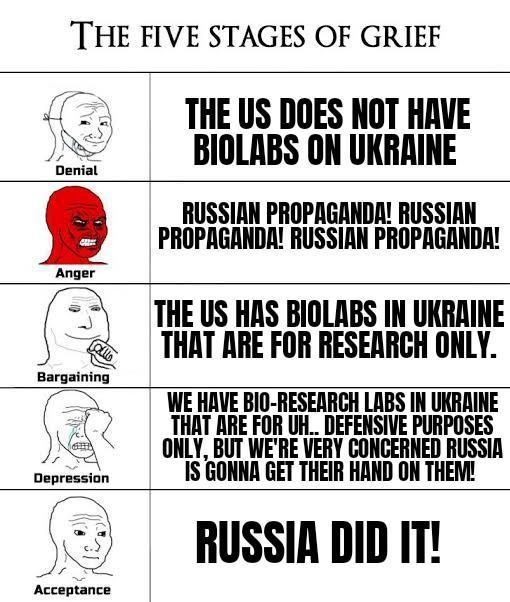 THE FIVE STAGES OF GRIEF
THE US DOES NOT HAVE
BIOLABS ON UKRAINE
Denial
RUSSIAN PROPAGANDA! RUSSIAN
PROPAGANDA! RUSSIAN PROPAGANDA!
Anger
THE US HAS BIOLABS IN UKRAINE
THAT ARE FOR RESEARCH ONLY.
Bargaining
WE HAVE BIO-RESEARCH LABS IN UKRAINE
THAT ARE FOR UH.. DEFENSIVE PURPOSES
ONLY, BUT WE'RE VERY CONCERNED RUSSIA
IS GONNA GET THEIR HAND ON THEM!
Depression
RUSSIA DID IT!
Acceptance